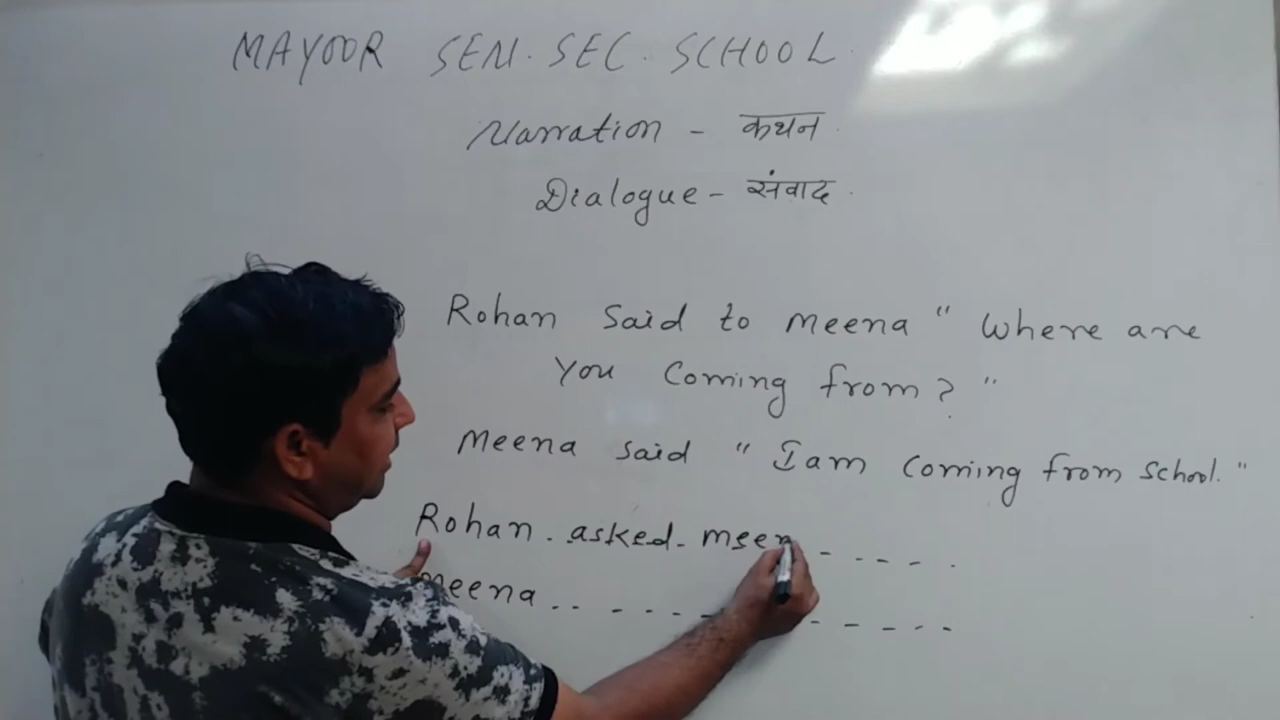 MAYOOR SEN. SEC. SCHOOL.
Narration - कथन.
Dialogue - संवाद.
Rohan Said to meena " Where are
You Coming from? "
Meena said " I am Coming from School. "
Rohan. asked. meen - - - - .
meena . . - - - - - - - - -